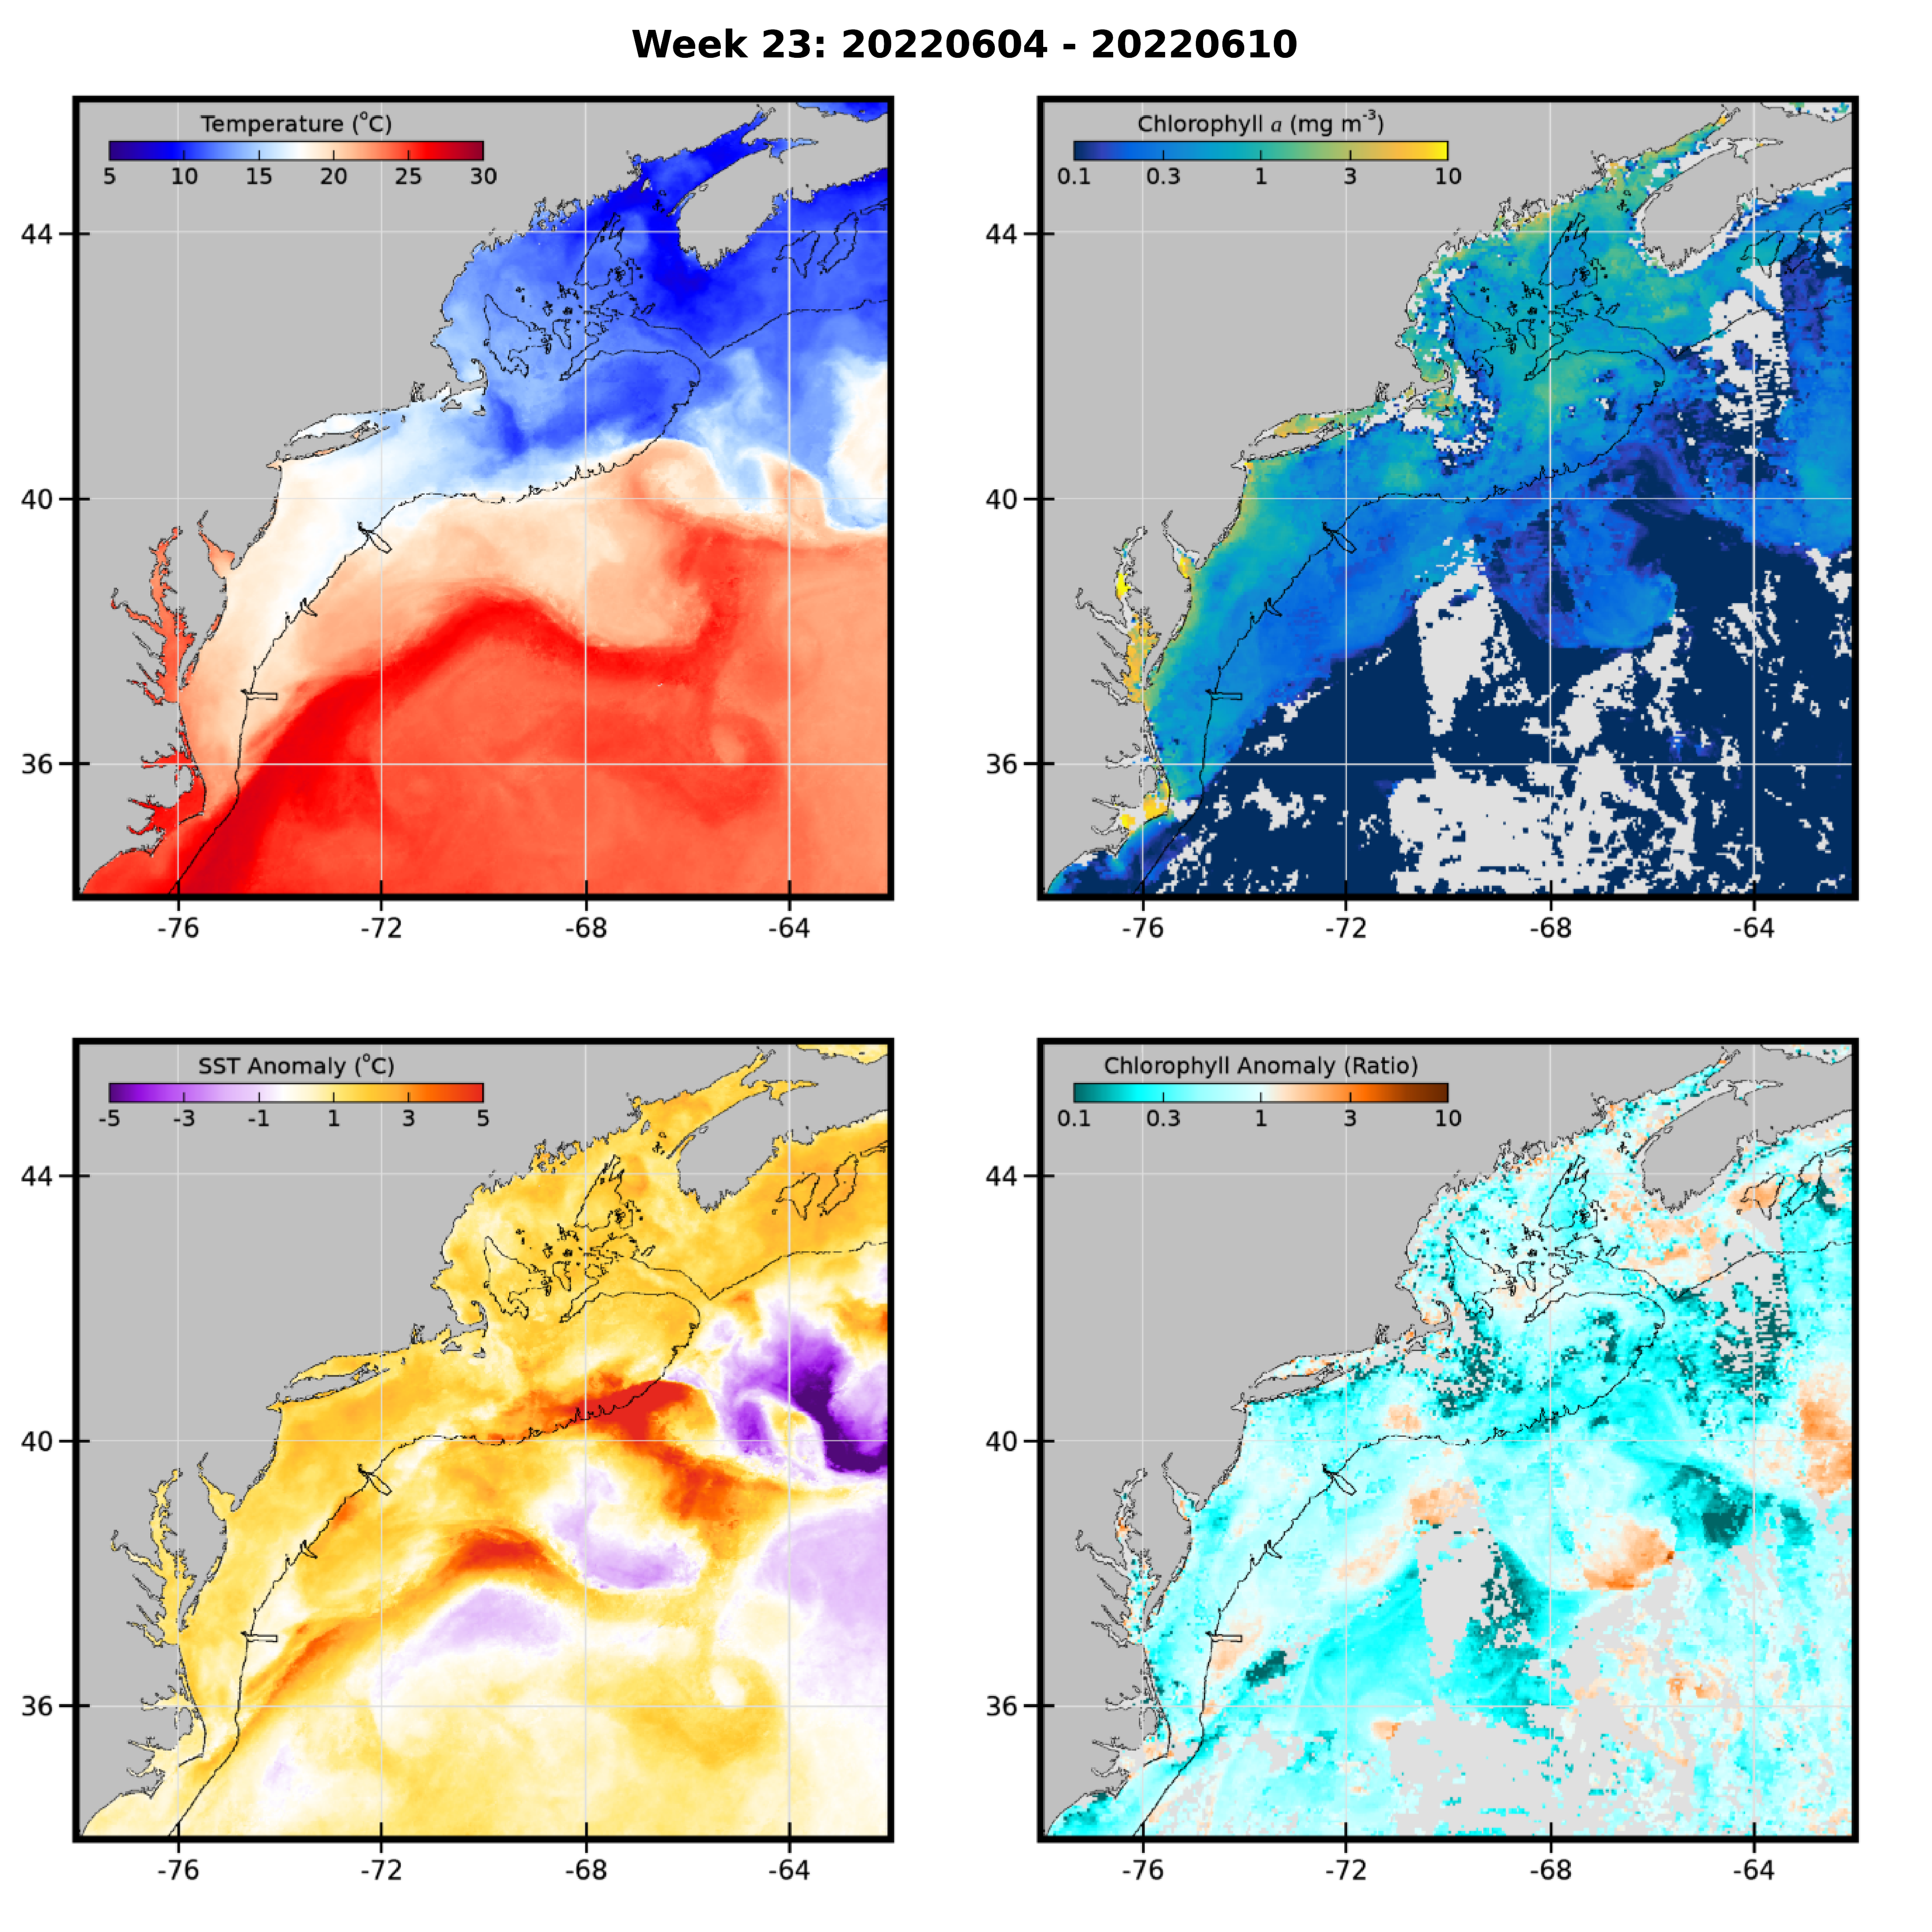 Week 23: 20220604 - 20220610
Temperature (°C)
5 10 15 20 25 30
44
40
36
-76 -72 -68 -64
Chlorophyll a (mg m⁻³)
0.1 0.3 1 3 10
44
40
36
-76 -72 -68 -64
SST Anomaly (°C)
-5 -3 -1 1 3 5
44
40
36
-76 -72 -68 -64
Chlorophyll Anomaly (Ratio)
0.1 0.3 1 3 10
44
40
36
-76 -72 -68 -64